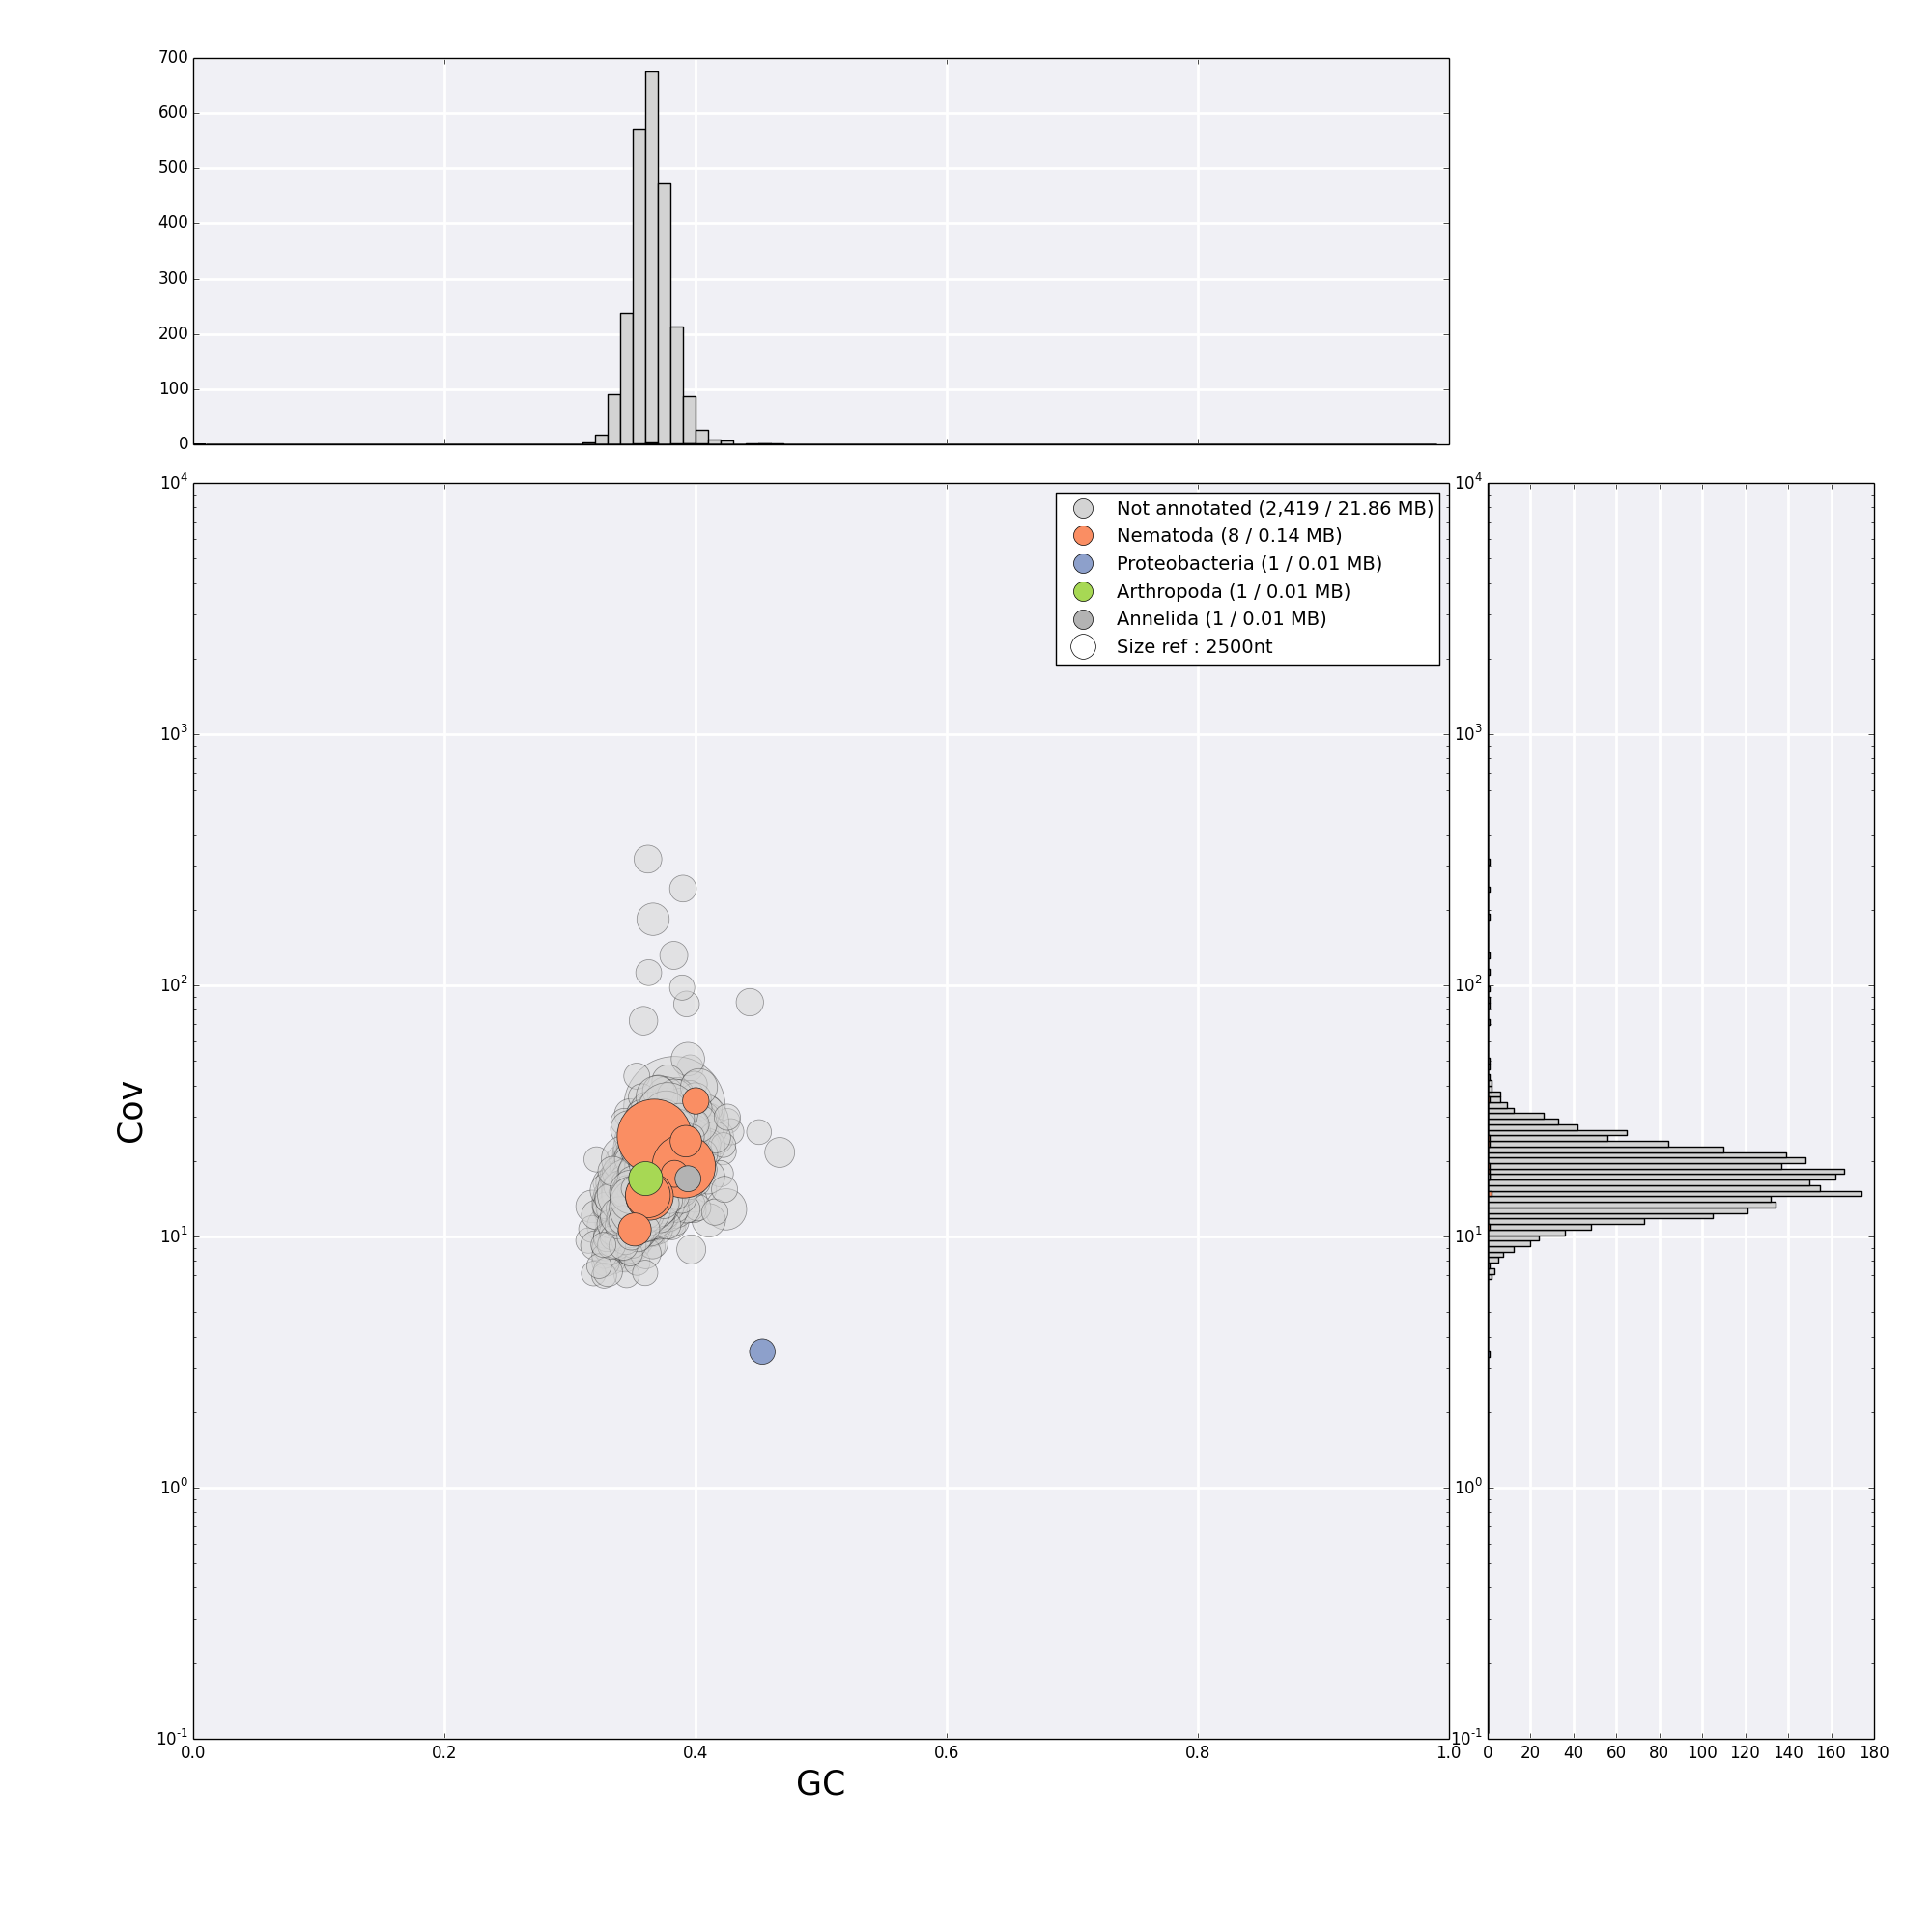 700
600
500
400
300
200
100
0
10^4
10^3
10^2
10^1
10^0
10^-1
Cov
Not annotated (2,419 / 21.86 MB)
Nematoda (8 / 0.14 MB)
Proteobacteria (1 / 0.01 MB)
Arthropoda (1 / 0.01 MB)
Annelida (1 / 0.01 MB)
Size ref : 2500nt
0.0 0.2 0.4 0.6 0.8 1.0
GC
10^4
10^3
10^2
10^1
10^0
10^-1
0 20 40 60 80 100 120 140 160 180